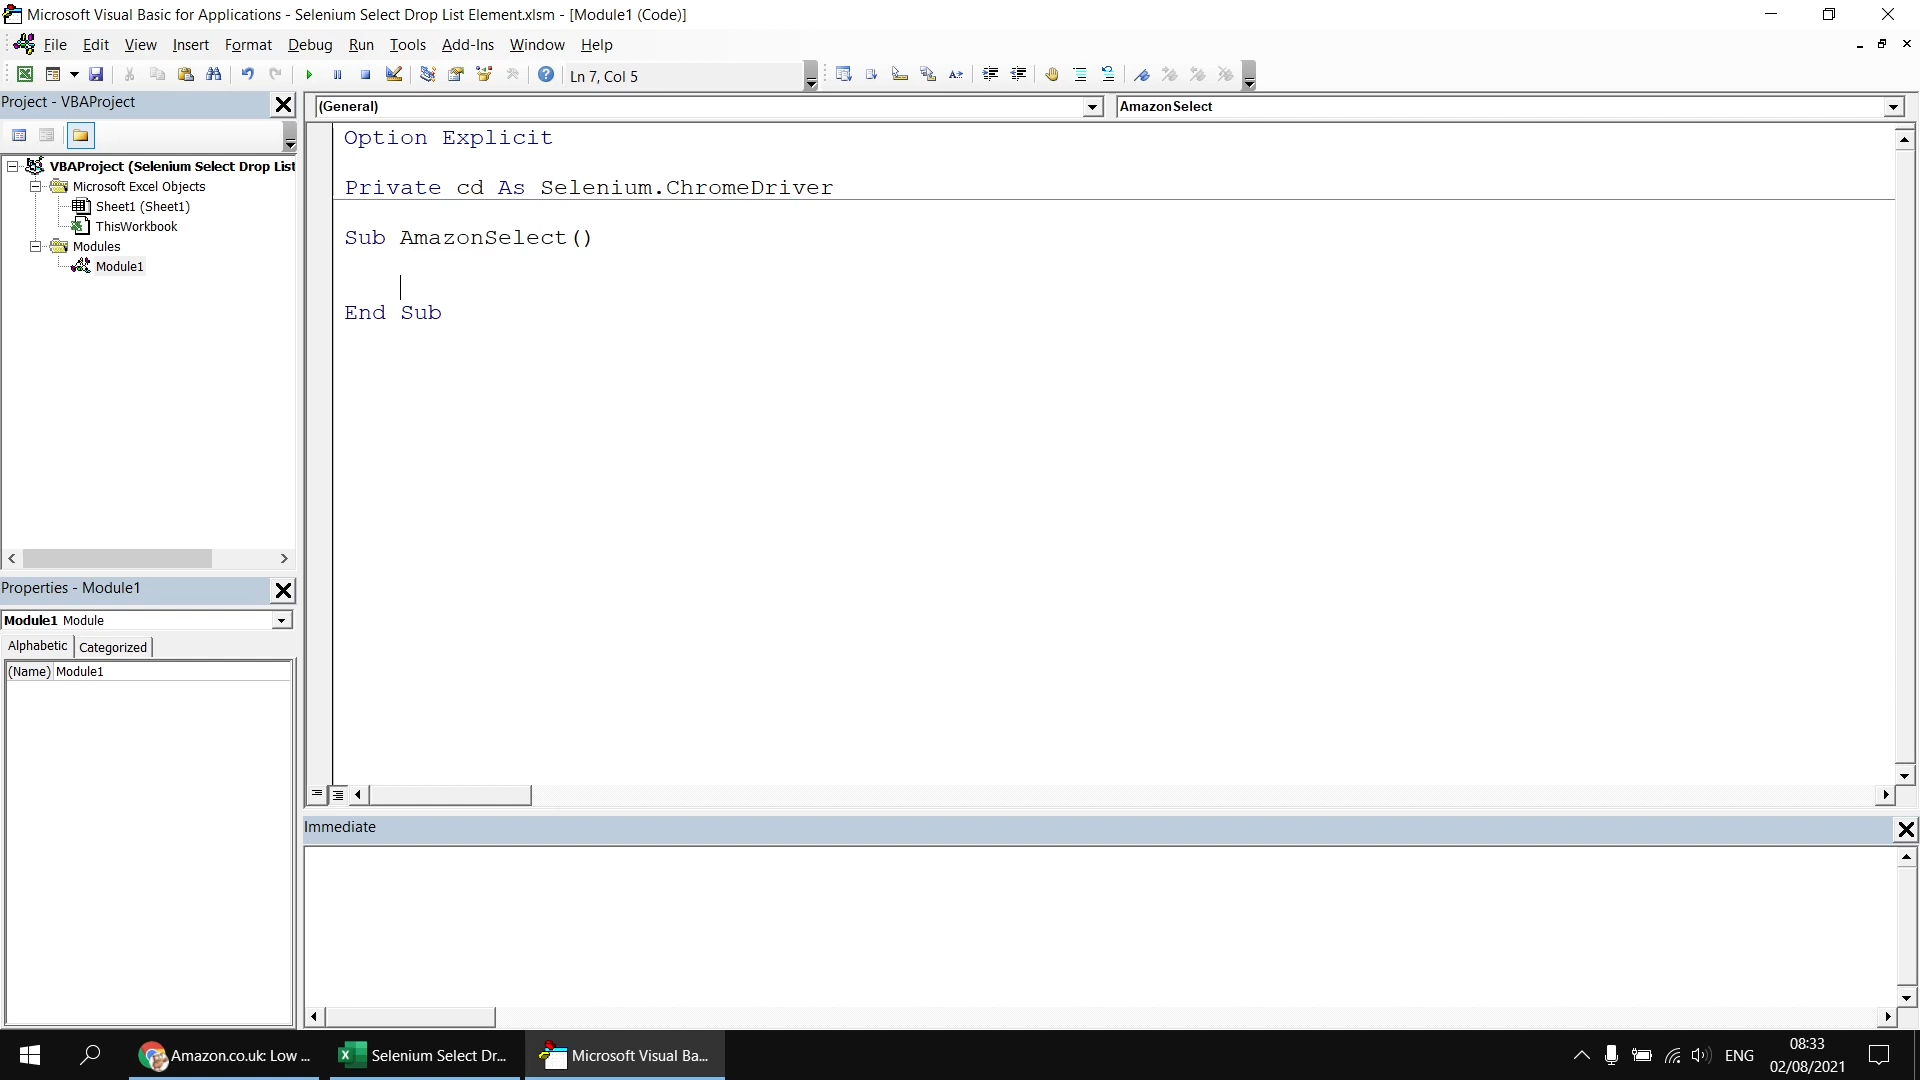 Microsoft Visual Basic for Applications - Selenium Select Drop List Element.xlsm - [Module1 (Code)]
File Edit View Insert Format Debug Run Tools Add-Ins Window Help
Ln 7, Col 5
Project - VBAProject
(General)
AmazonSelect
VBAProject (Selenium Select Drop List
Microsoft Excel Objects
Sheet1 (Sheet1)
ThisWorkbook
Modules
Module1
Option Explicit
Private cd As Selenium.ChromeDriver
Sub AmazonSelect()
End Sub
Properties - Module1
Module1 Module
Alphabetic Categorized
(Name) Module1
Immediate
Amazon.co.uk: Low ...
Selenium Select Dr...
Microsoft Visual Ba...
ENG
08:33
02/08/2021